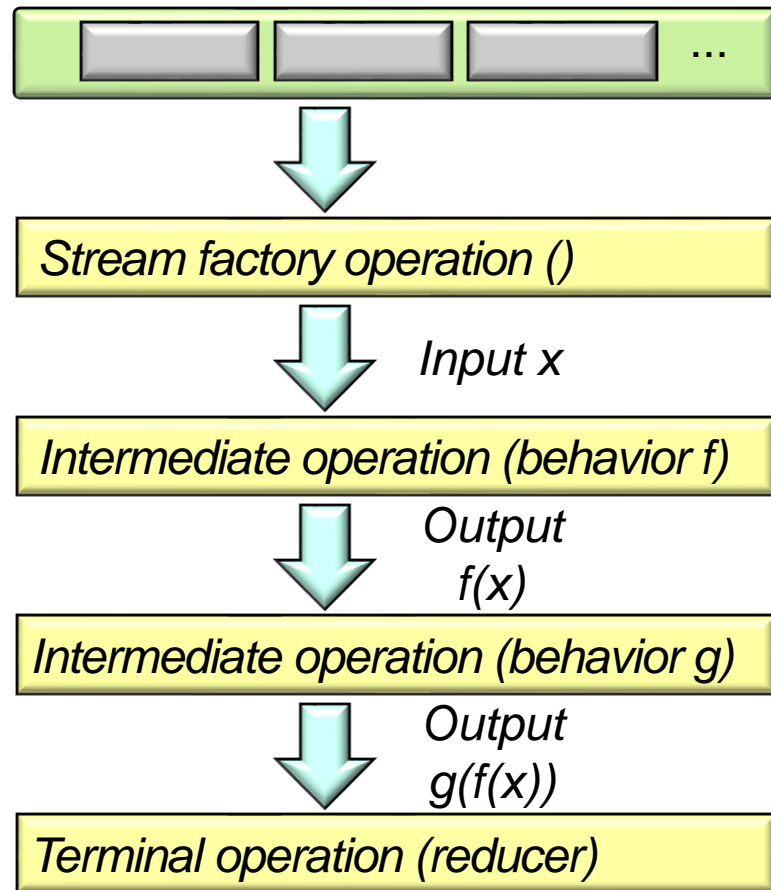 ...
Stream factory operation ()
Input x
Intermediate operation (behavior f)
Output
f(x)
Intermediate operation (behavior g)
Output
g(f(x))
Terminal operation (reducer)